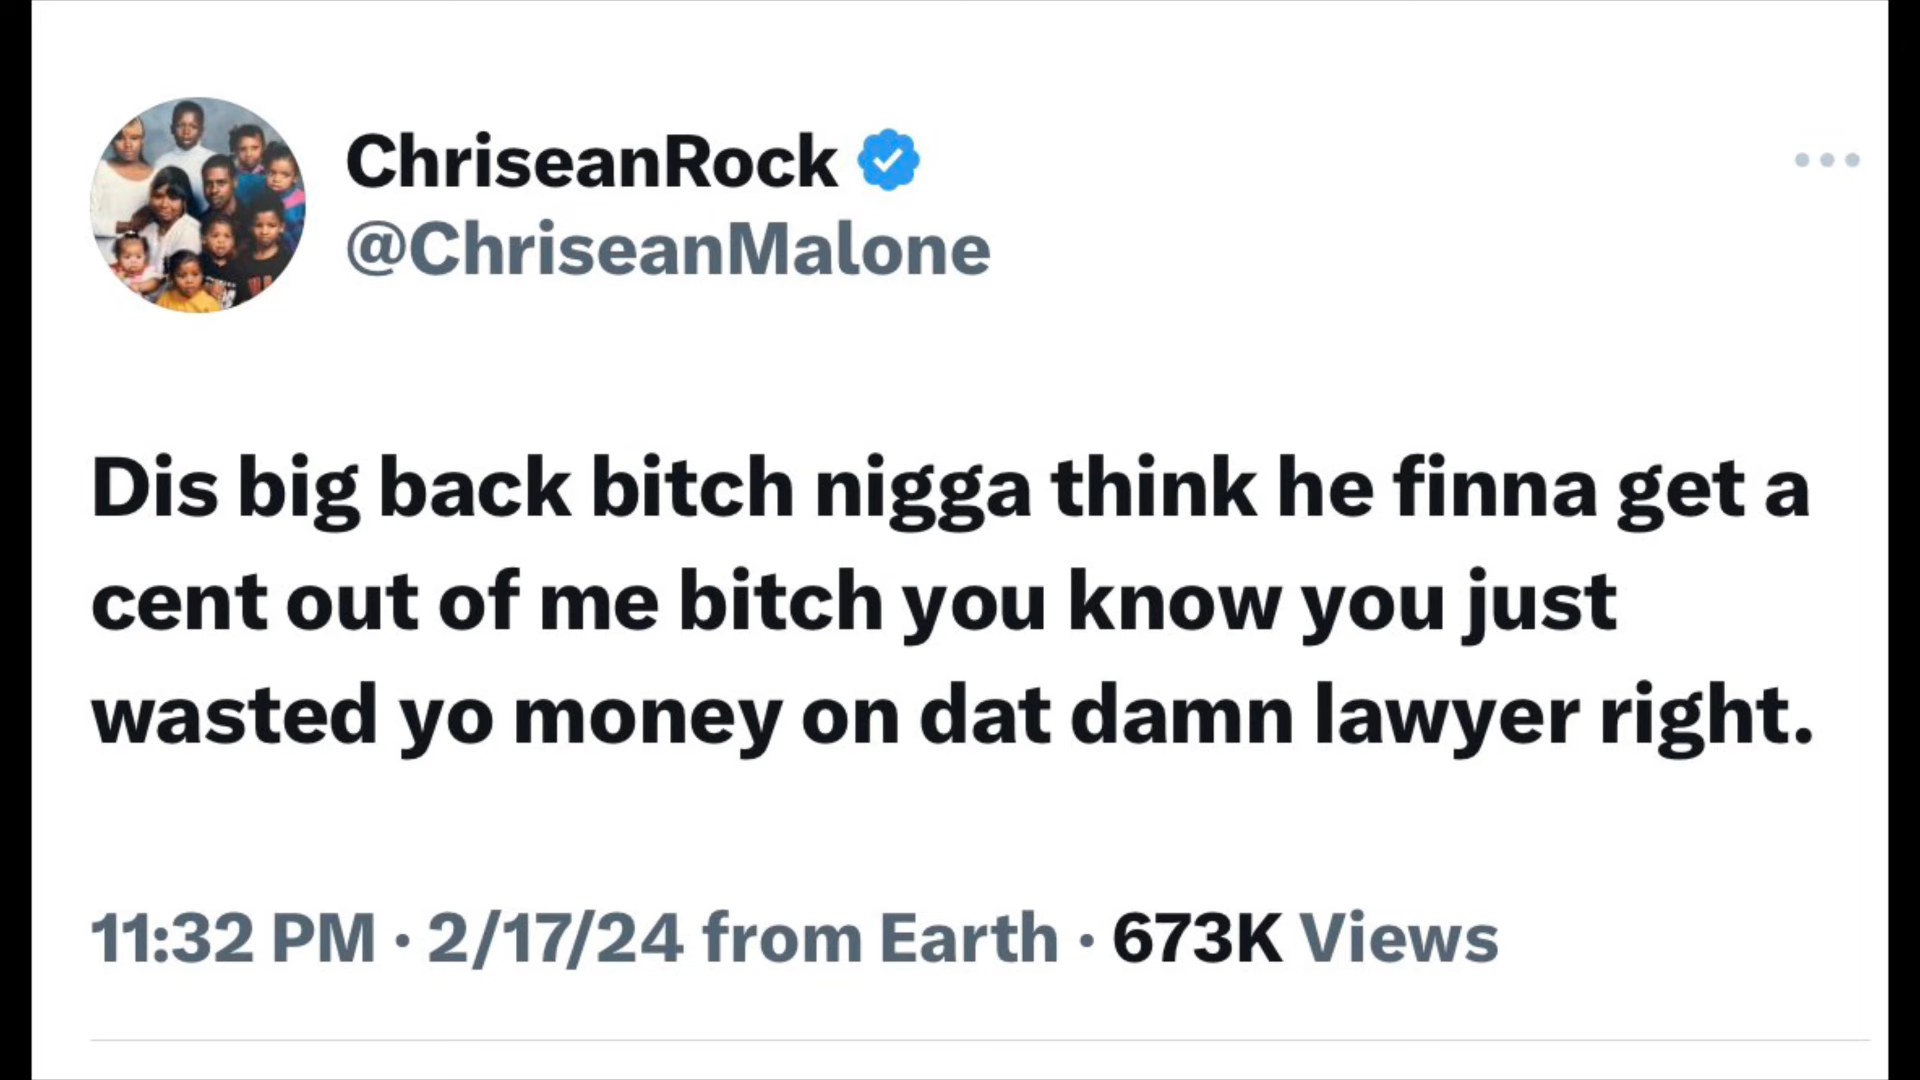 ChriseanRock
@ChriseanMalone
Dis big back bitch nigga think he finna get a
cent out of me bitch you know you just
wasted yo money on dat damn lawyer right.
11:32 PM · 2/17/24 from Earth · 673K Views